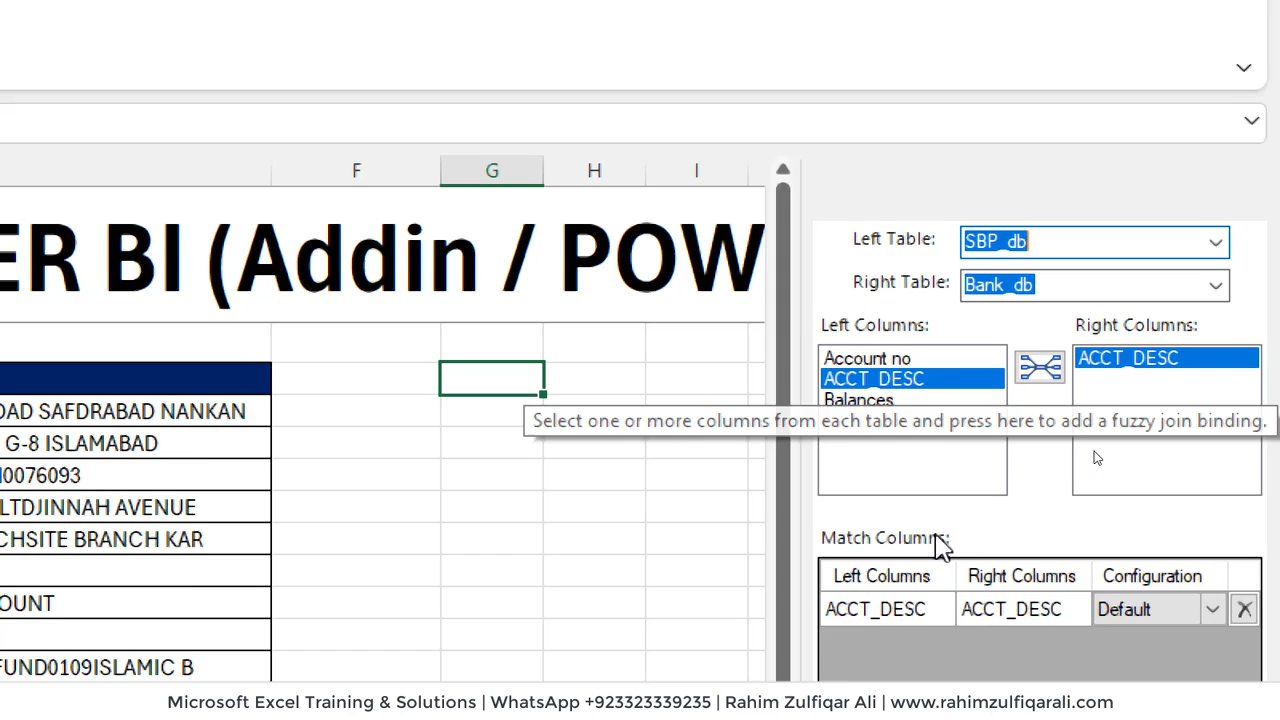 F G H I
ER BI (Addin / POW
DAD SAFDRABAD NANKAN
G-8 ISLAMABAD
0076093
LTDJINNAH AVENUE
CHSITE BRANCH KAR
OUNT
FUND0109ISLAMIC B
Left Table: SBP_db
Right Table: Bank_db
Left Columns: Right Columns:
Account no ACCT_DESC
ACCT_DESC
Balances
Select one or more columns from each table and press here to add a fuzzy join binding.
Match Columns:
Left Columns Right Columns Configuration
ACCT_DESC ACCT_DESC Default
Microsoft Excel Training & Solutions | WhatsApp +923323339235 | Rahim Zulfiqar Ali | www.rahimzulfiqarali.com